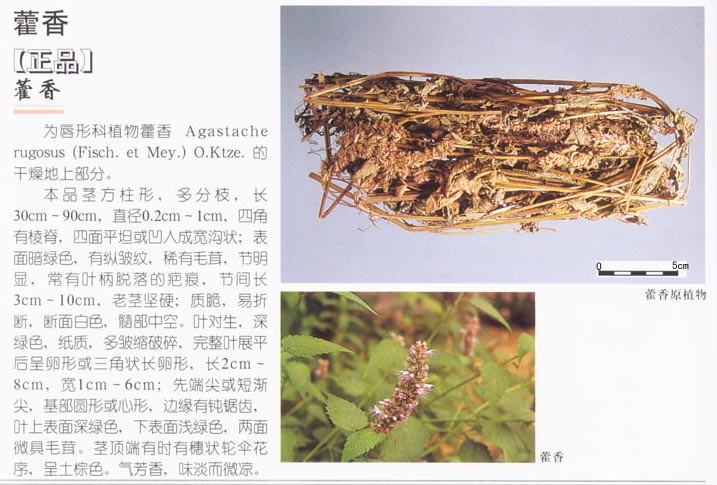 藿香
【正品】
藿香
为唇形科植物藿香 Agastache
rugosus (Fisch. et Mey.) O.Ktze. 的
干燥地上部分。
本品茎方柱形，多分枝，长
30cm～90cm，直径0.2cm～1cm，四角
有棱脊，四面平坦或凹入成宽沟状；表
面暗绿色，有纵皱纹，稀有毛茸，节明
显，常有叶柄脱落的疤痕，节间长
3cm～10cm，老茎坚硬；质脆，易折
断，断面白色，髓部中空。叶对生，深
绿色，纸质，多皱缩破碎，完整叶展平
后呈卵形或三角状长卵形，长2cm～
8cm，宽1cm～6cm；先端尖或短渐
尖，基部圆形或心形，边缘有钝锯齿，
叶上表面深绿色，下表面浅绿色，两面
微具毛茸。茎顶端有时有穗状轮伞花
序，呈土棕色。气芳香，味淡而微凉。
0 5cm
藿香原植物
藿香